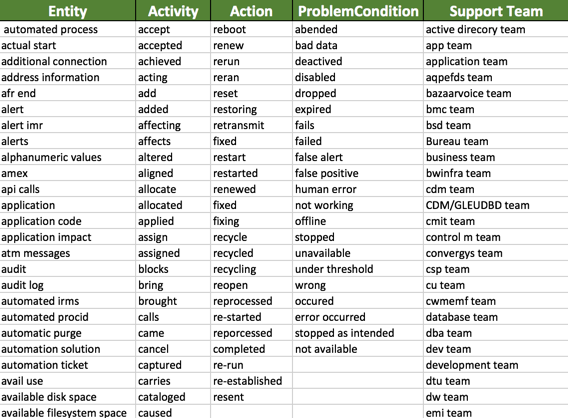 Entity Activity Action ProblemCondition Support Team
automated process accept reboot abended active direcory team
actual start accepted renew bad data app team
additional connection achieved rerun deactived application team
address information acting reran disabled aqpefds team
afr end add reset dropped bazaarvoice team
alert added restoring expired bmc team
alert imr affecting retransmit fails bsd team
alerts affects fixed failed Bureau team
alphanumeric values altered restart false alert business team
amex aligned restarted false positive bwinfra team
api calls allocate renewed human error cdm team
application allocated fixed not working CDM/GLEUDBD team
application code applied fixing offline cmit team
application impact assign recycle stopped control m team
atm messages assigned recycled unavailable convergys team
audit blocks recycling under threshold csp team
audit log bring reopen wrong cu team
automated irms brought reprocessed occured cwmemf team
automated procid calls re-started error occurred database team
automatic purge came reporcessed stopped as intended dba team
automation solution cancel completed not available dev team
automation ticket captured re-run development team
avail use carries re-established dtu team
available disk space cataloged resent dw team
available filesystem space caused emi team